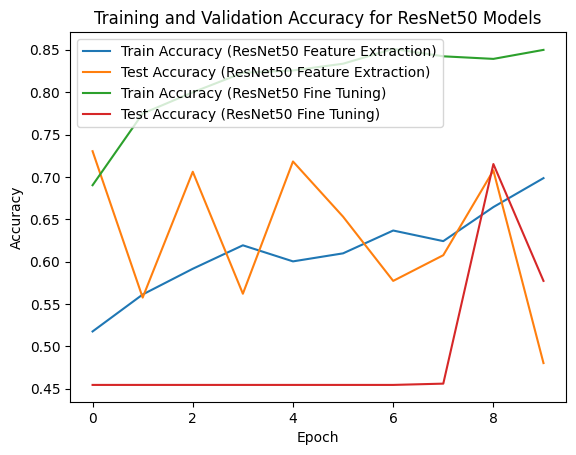 Training and Validation Accuracy for ResNet50 Models
Train Accuracy (ResNet50 Feature Extraction)
Test Accuracy (ResNet50 Feature Extraction)
Train Accuracy (ResNet50 Fine Tuning)
Test Accuracy (ResNet50 Fine Tuning)
Accuracy
0.85
0.80
0.75
0.70
0.65
0.60
0.55
0.50
0.45
0 2 4 6 8
Epoch